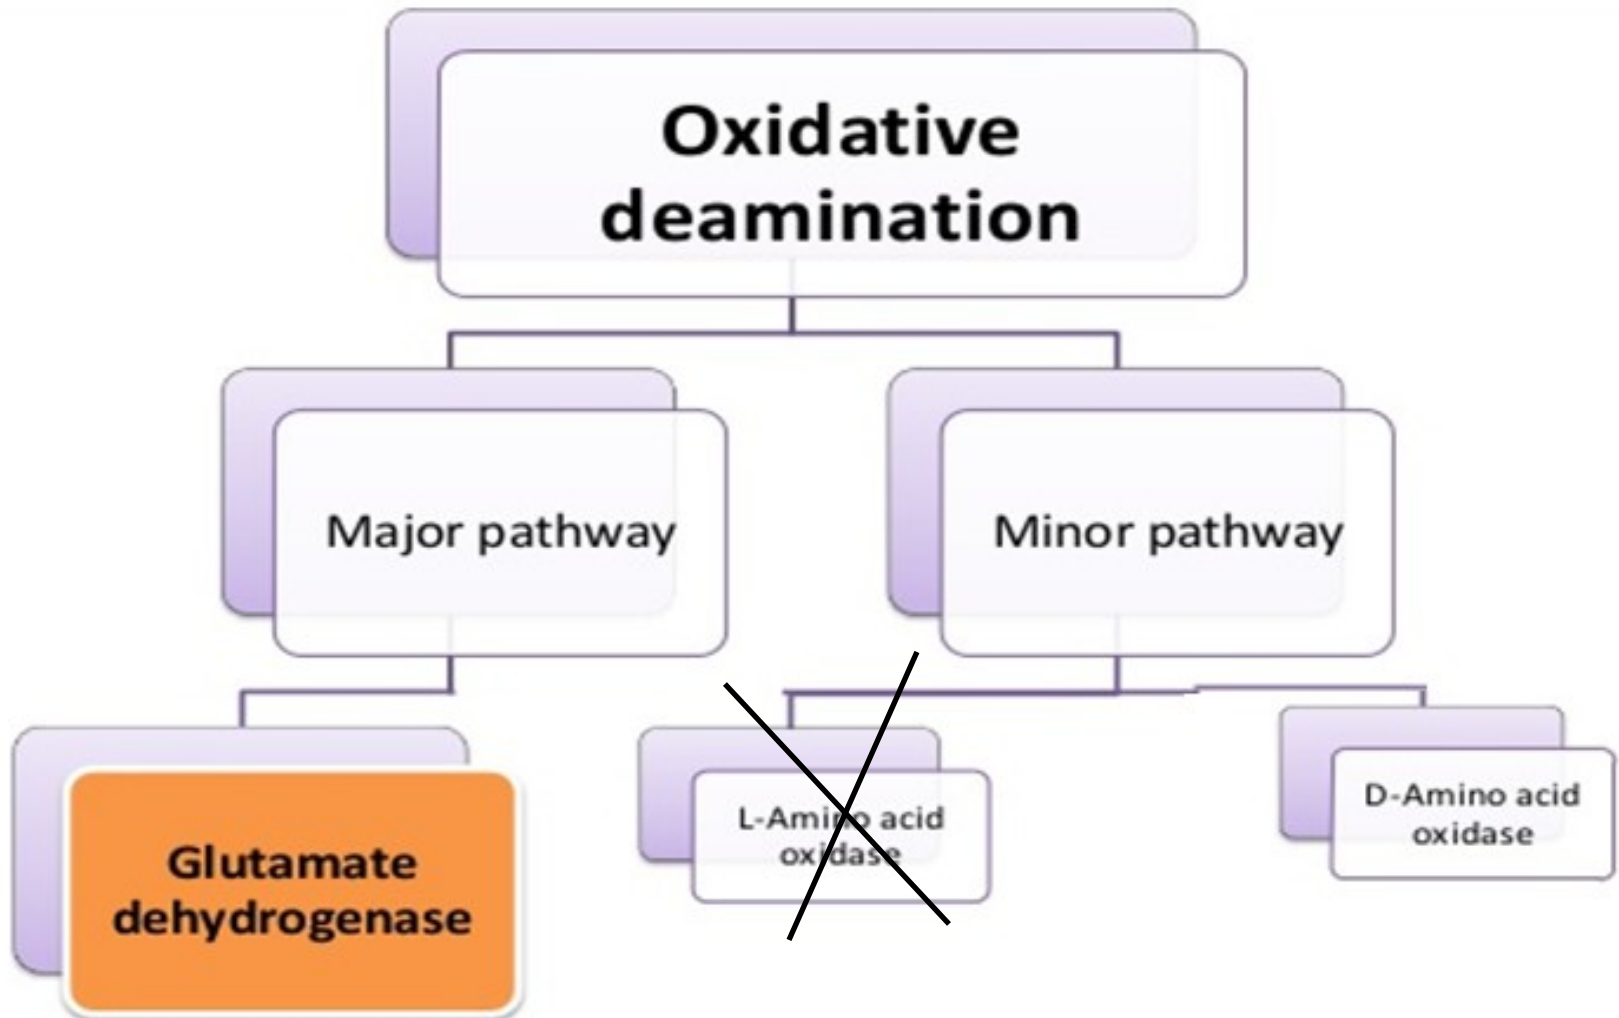 Oxidative
deamination
Major pathway
Minor pathway
Glutamate
dehydrogenase
L-Amino acid
oxidase
D-Amino acid
oxidase